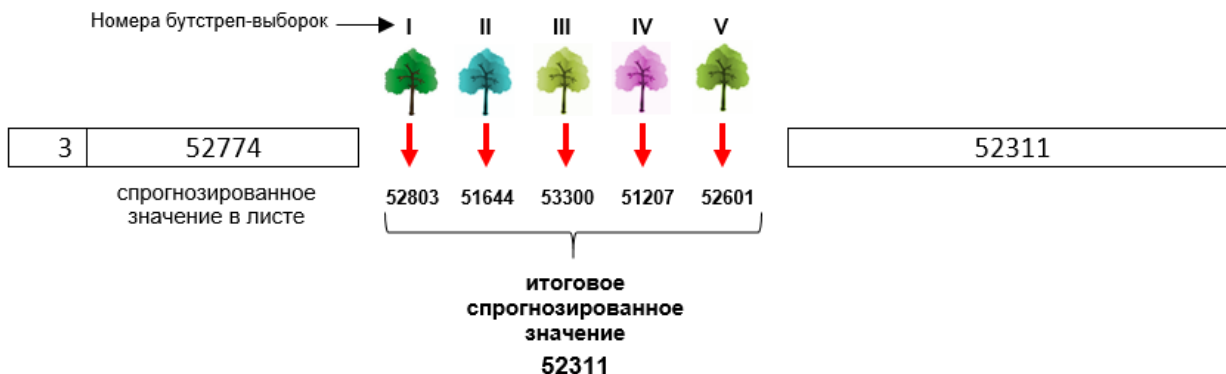 Номера бутстреп-выборок
I II III IV V
3 52774
52311
спрогнозированное
значение в листе
52803 51644 53300 51207 52601
итоговое
спрогнозированное
значение
52311